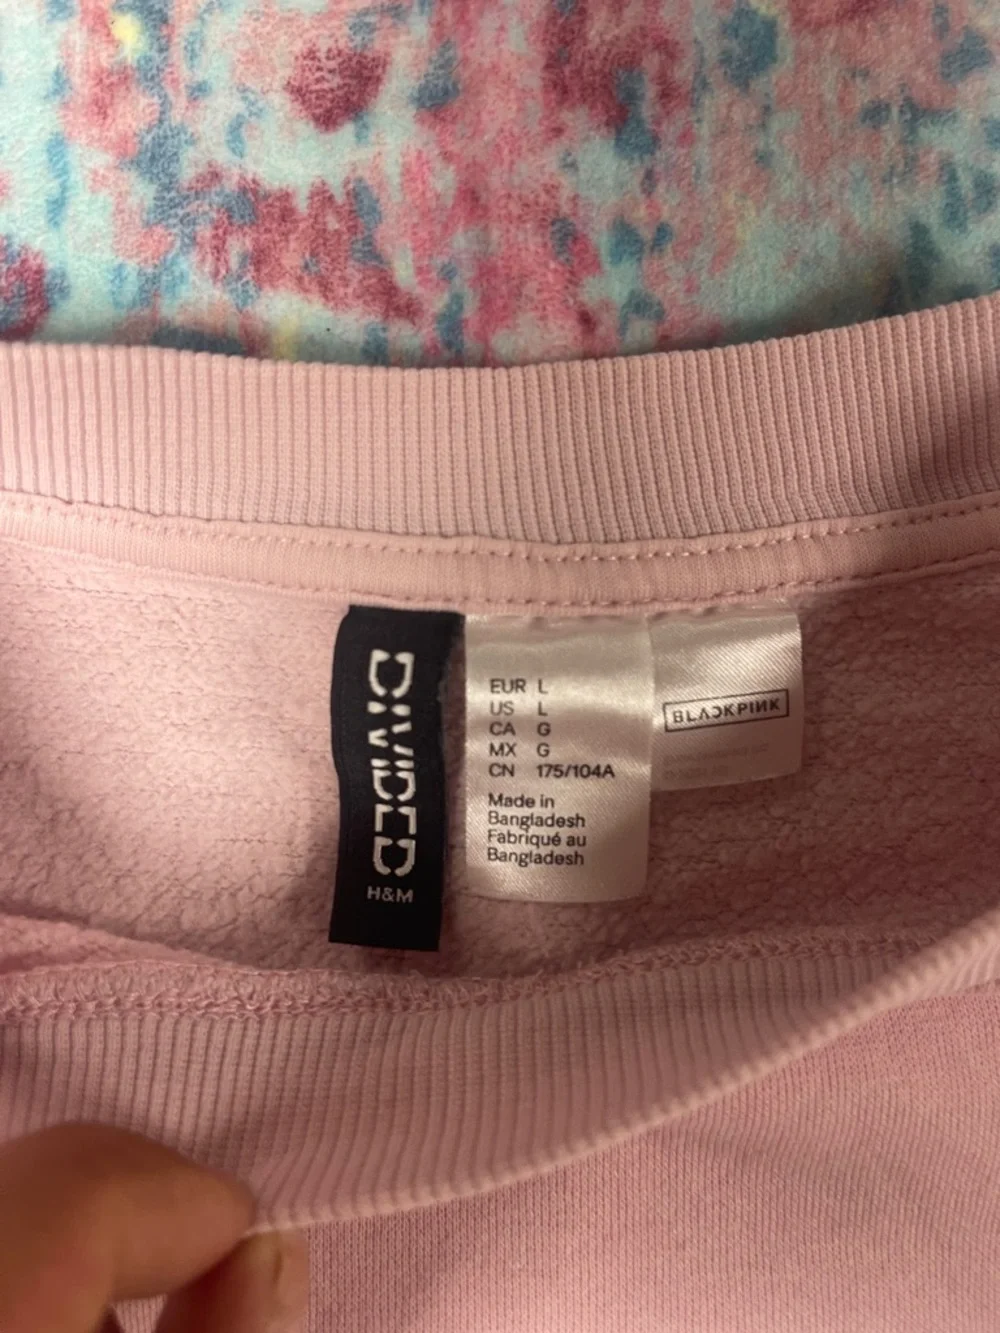 DIVIDED
H&M
EUR L
US L
CA G
MX G
CN 175/104A
Made in
Bangladesh
Fabriqué au
Bangladesh
BLACKPINK